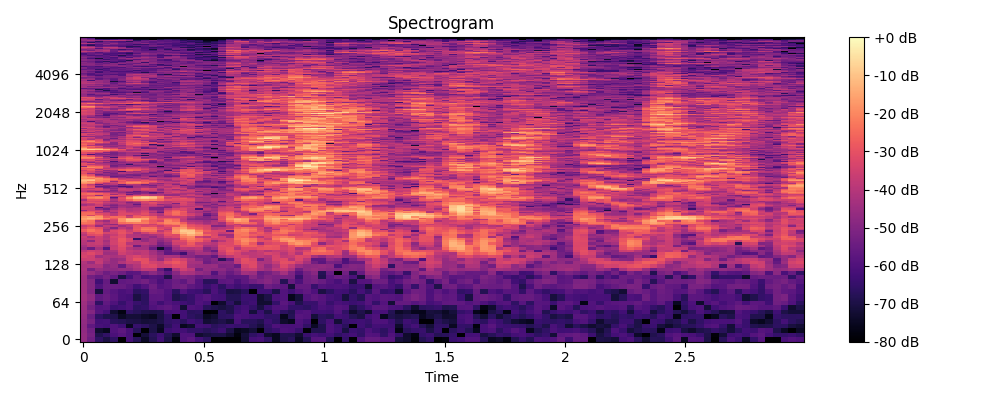 Spectrogram
+0 dB
4096
-10 dB
2048
-20 dB
1024
-30 dB
Hz
512
-40 dB
256
-50 dB
128
-60 dB
64
-70 dB
0
-80 dB
0
0.5
1
1.5
2
2.5
Time